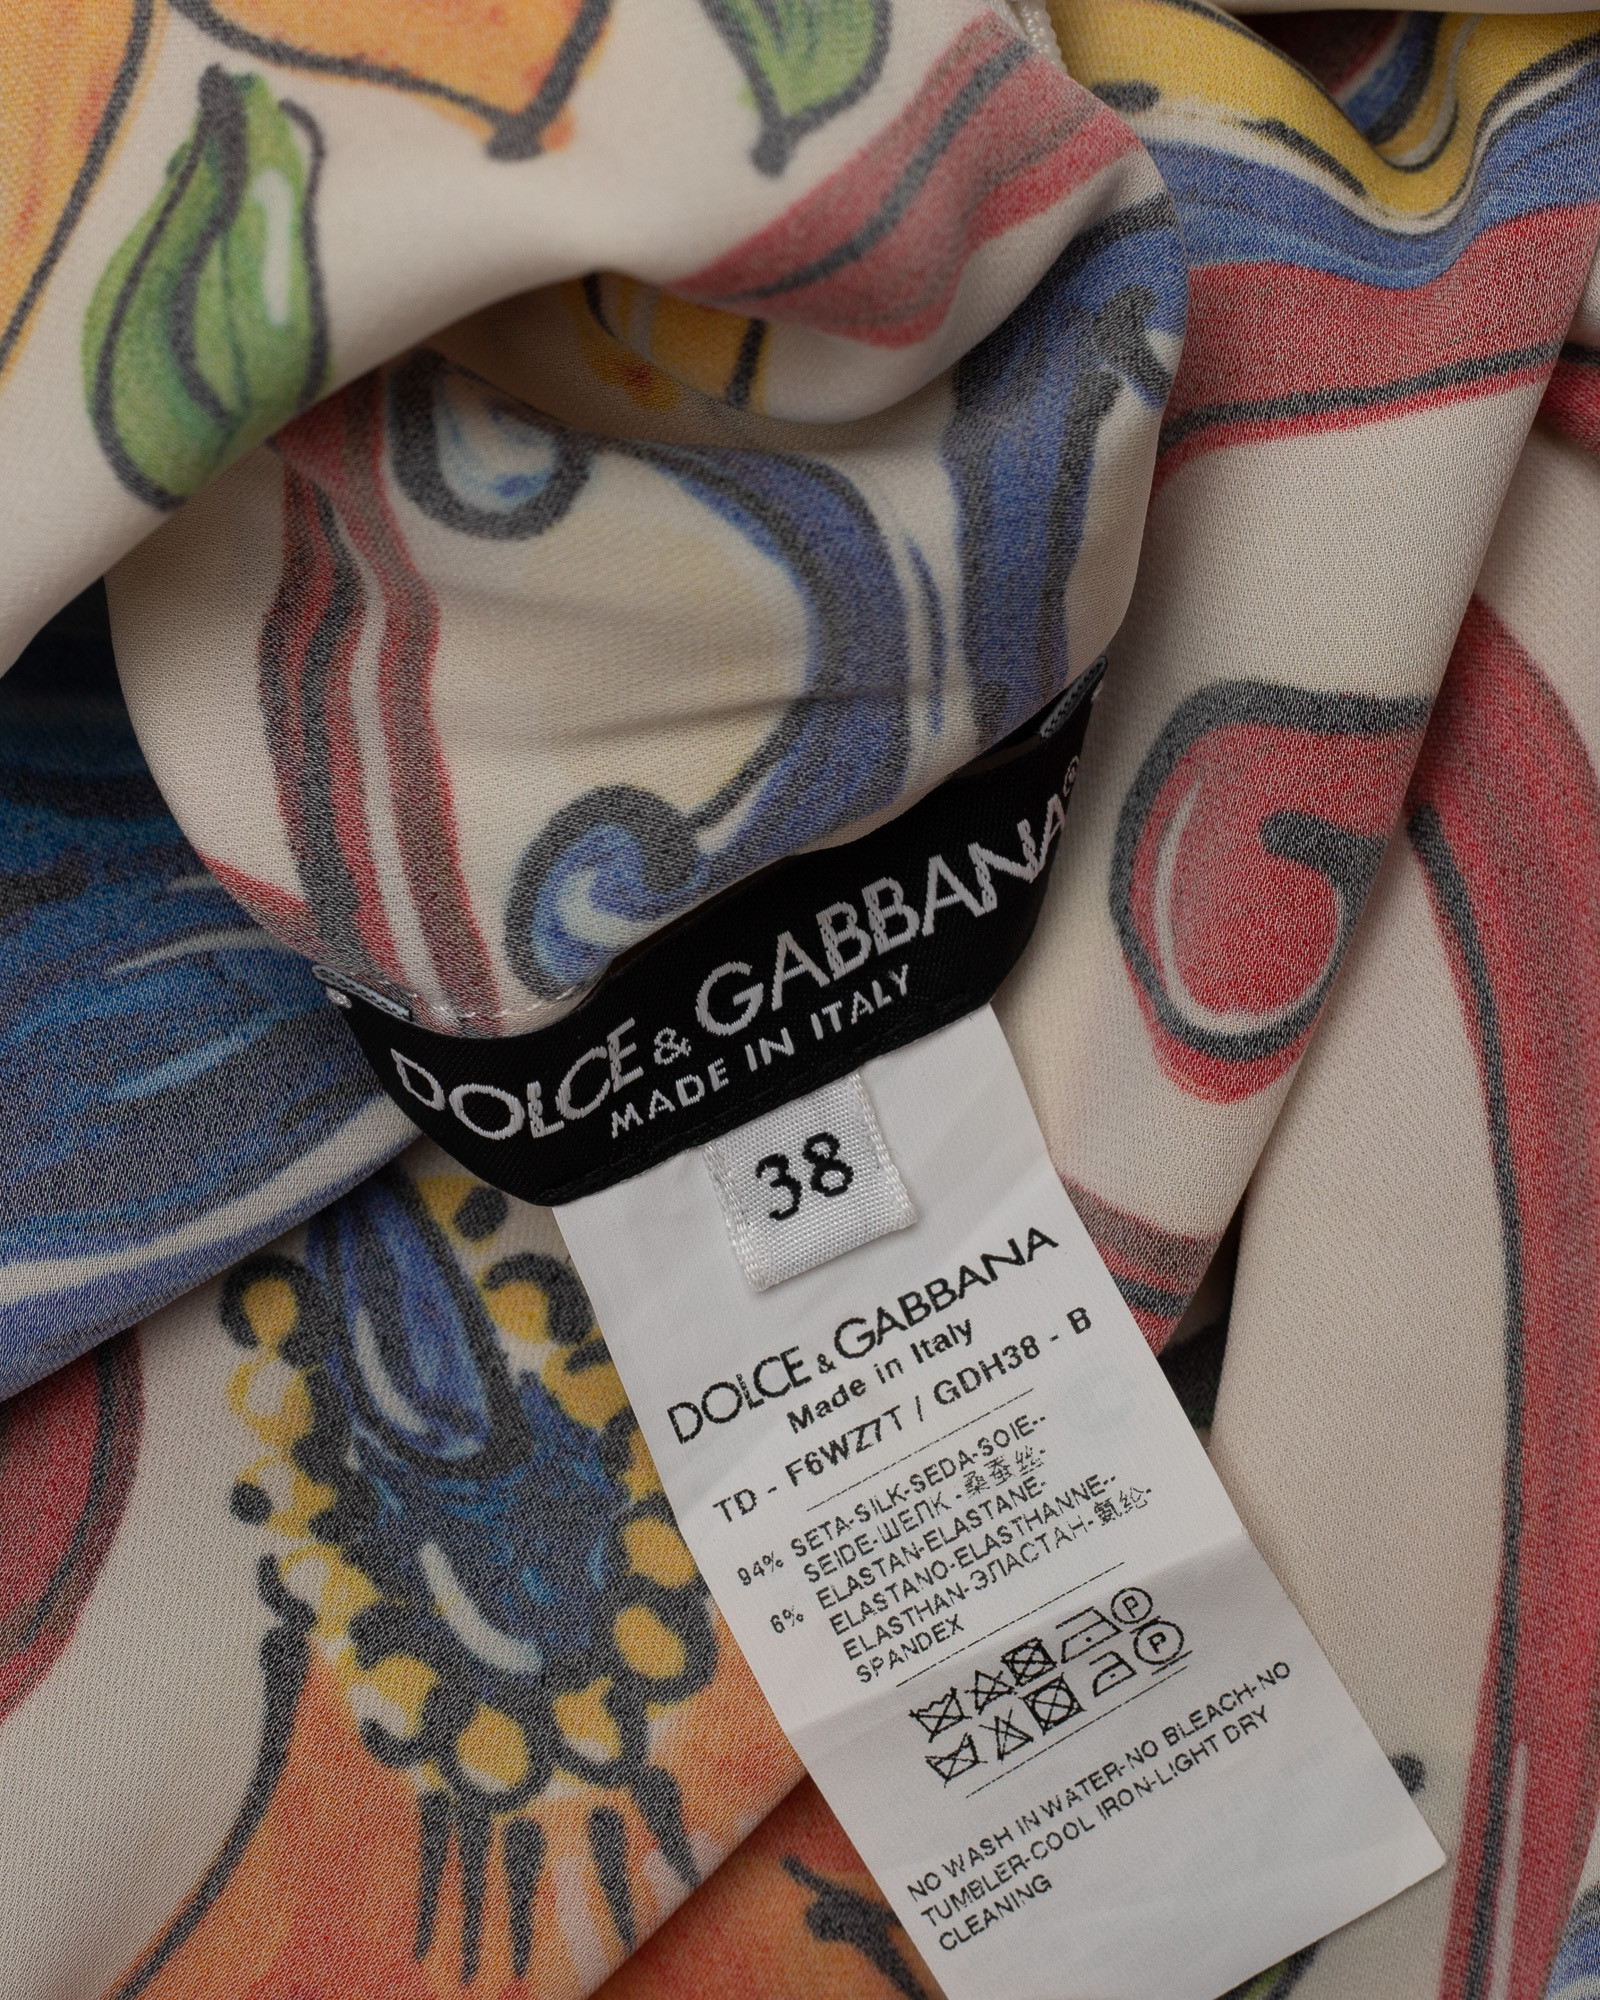 DOLCE & GABBANA®
MADE IN ITALY
38
DOLCE & GABBANA
Made in Italy
TD - F6WZ7T / GDH38 - B
94% SETA-SILK-SEDA-SOIE-
SEIDE-ШЕЛК-桑蚕丝-
6% ELASTAN-ELASTANE-
ELASTANO-ELASTHANNE-
ELASTHAN-ЭЛАСТАН-氨纶-
SPANDEX
P
P
NO WASH IN WATER-NO BLEACH-NO
TUMBLER-COOL IRON-LIGHT DRY
CLEANING